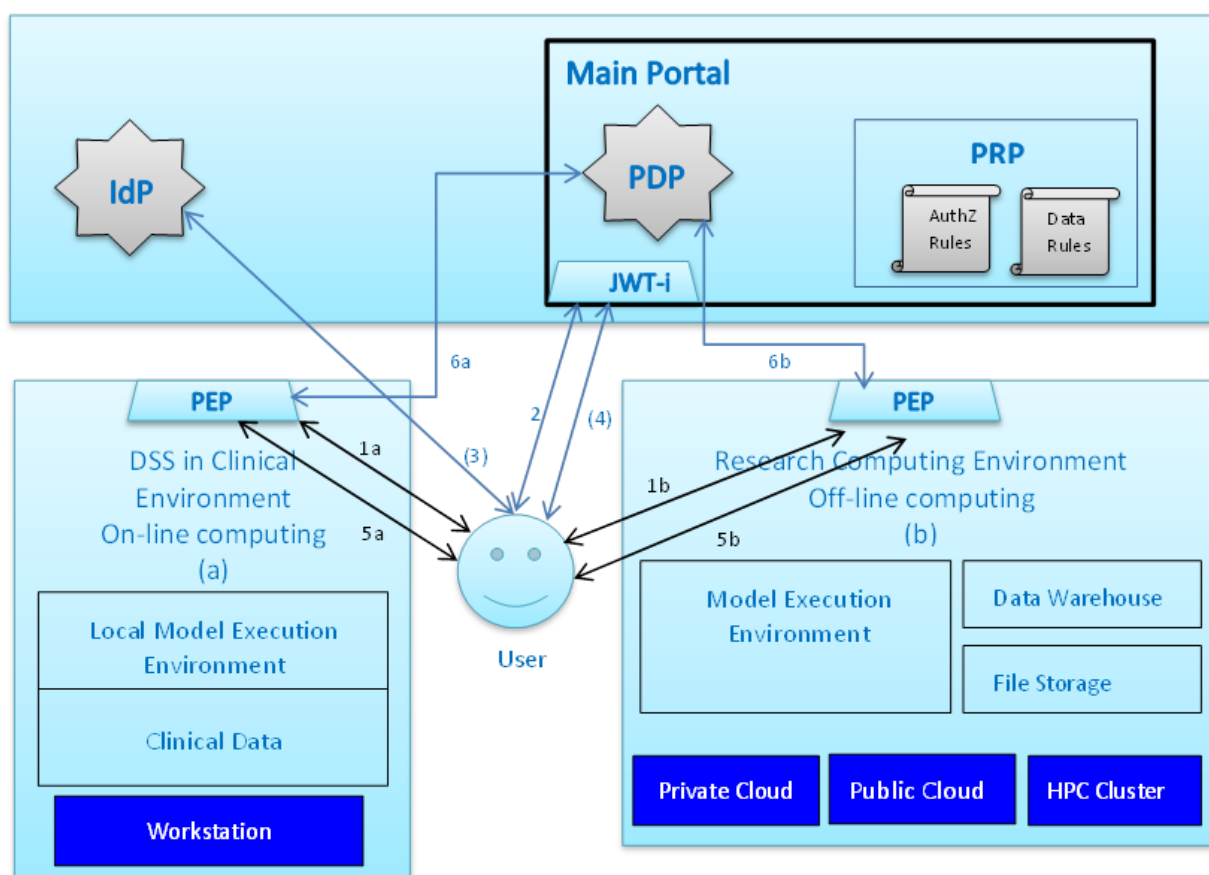 Main Portal
IdP
PDP
PRP
AuthZ
Rules
Data
Rules
JWT-i
6a
6b
PEP
PEP
2
(4)
(3)
1a
1b
5a
5b
DSS in Clinical
Environment
On-line computing
(a)
Research Computing Environment
Off-line computing
(b)
Local Model Execution
Environment
Clinical Data
Workstation
User
Model Execution
Environment
Data Warehouse
File Storage
Private Cloud
Public Cloud
HPC Cluster